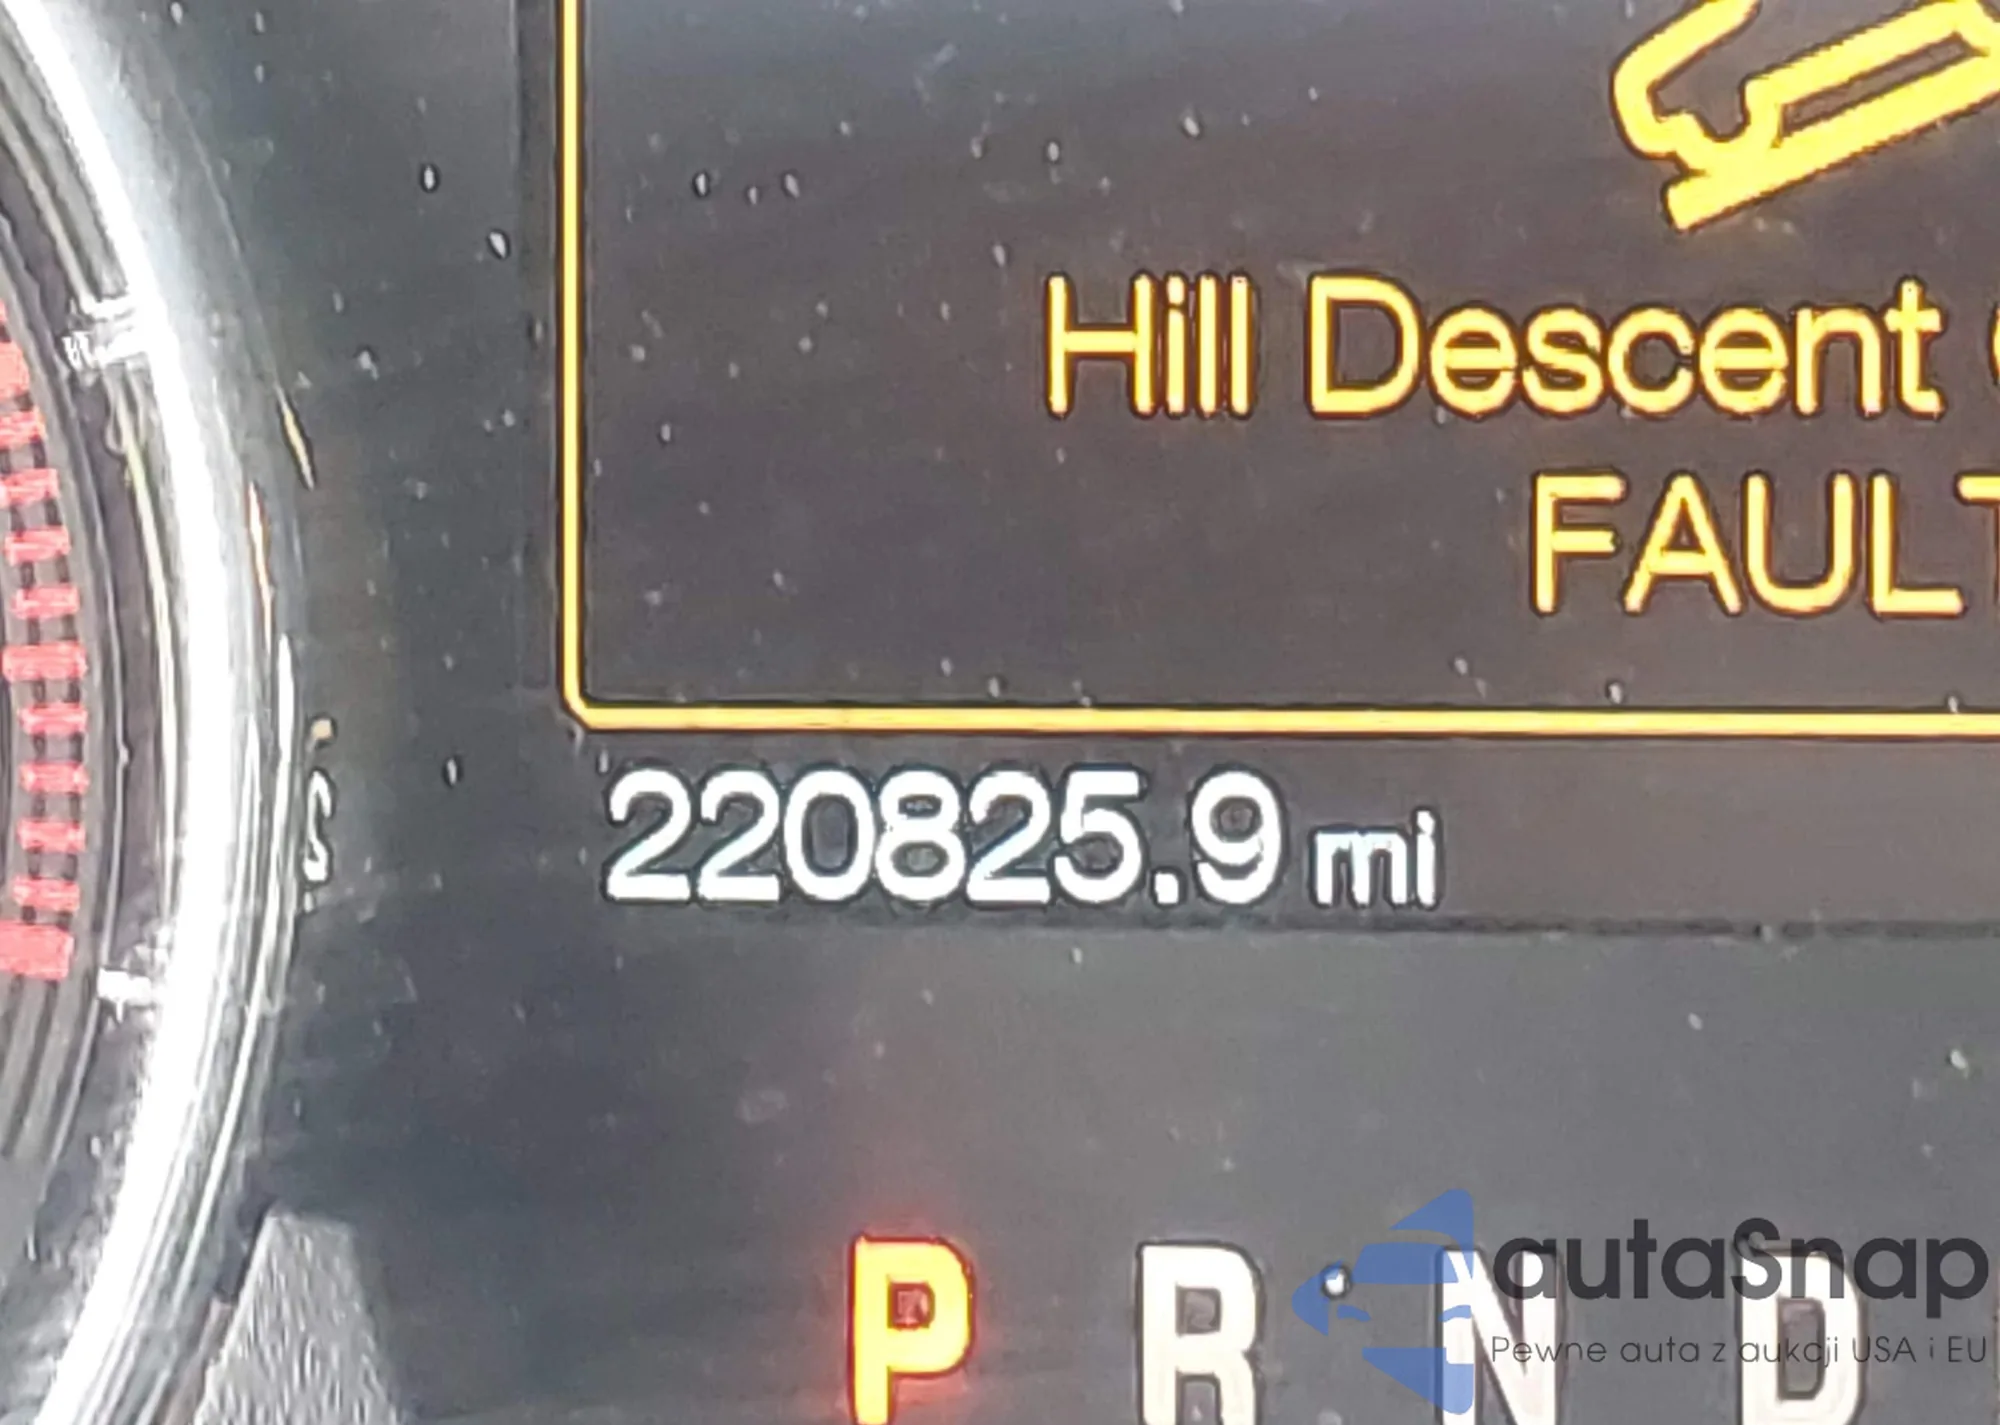 Hill Descent
FAULT
220825.9 mi
P R N D
autaSnap
Pewne auta z aukcji USA i EU